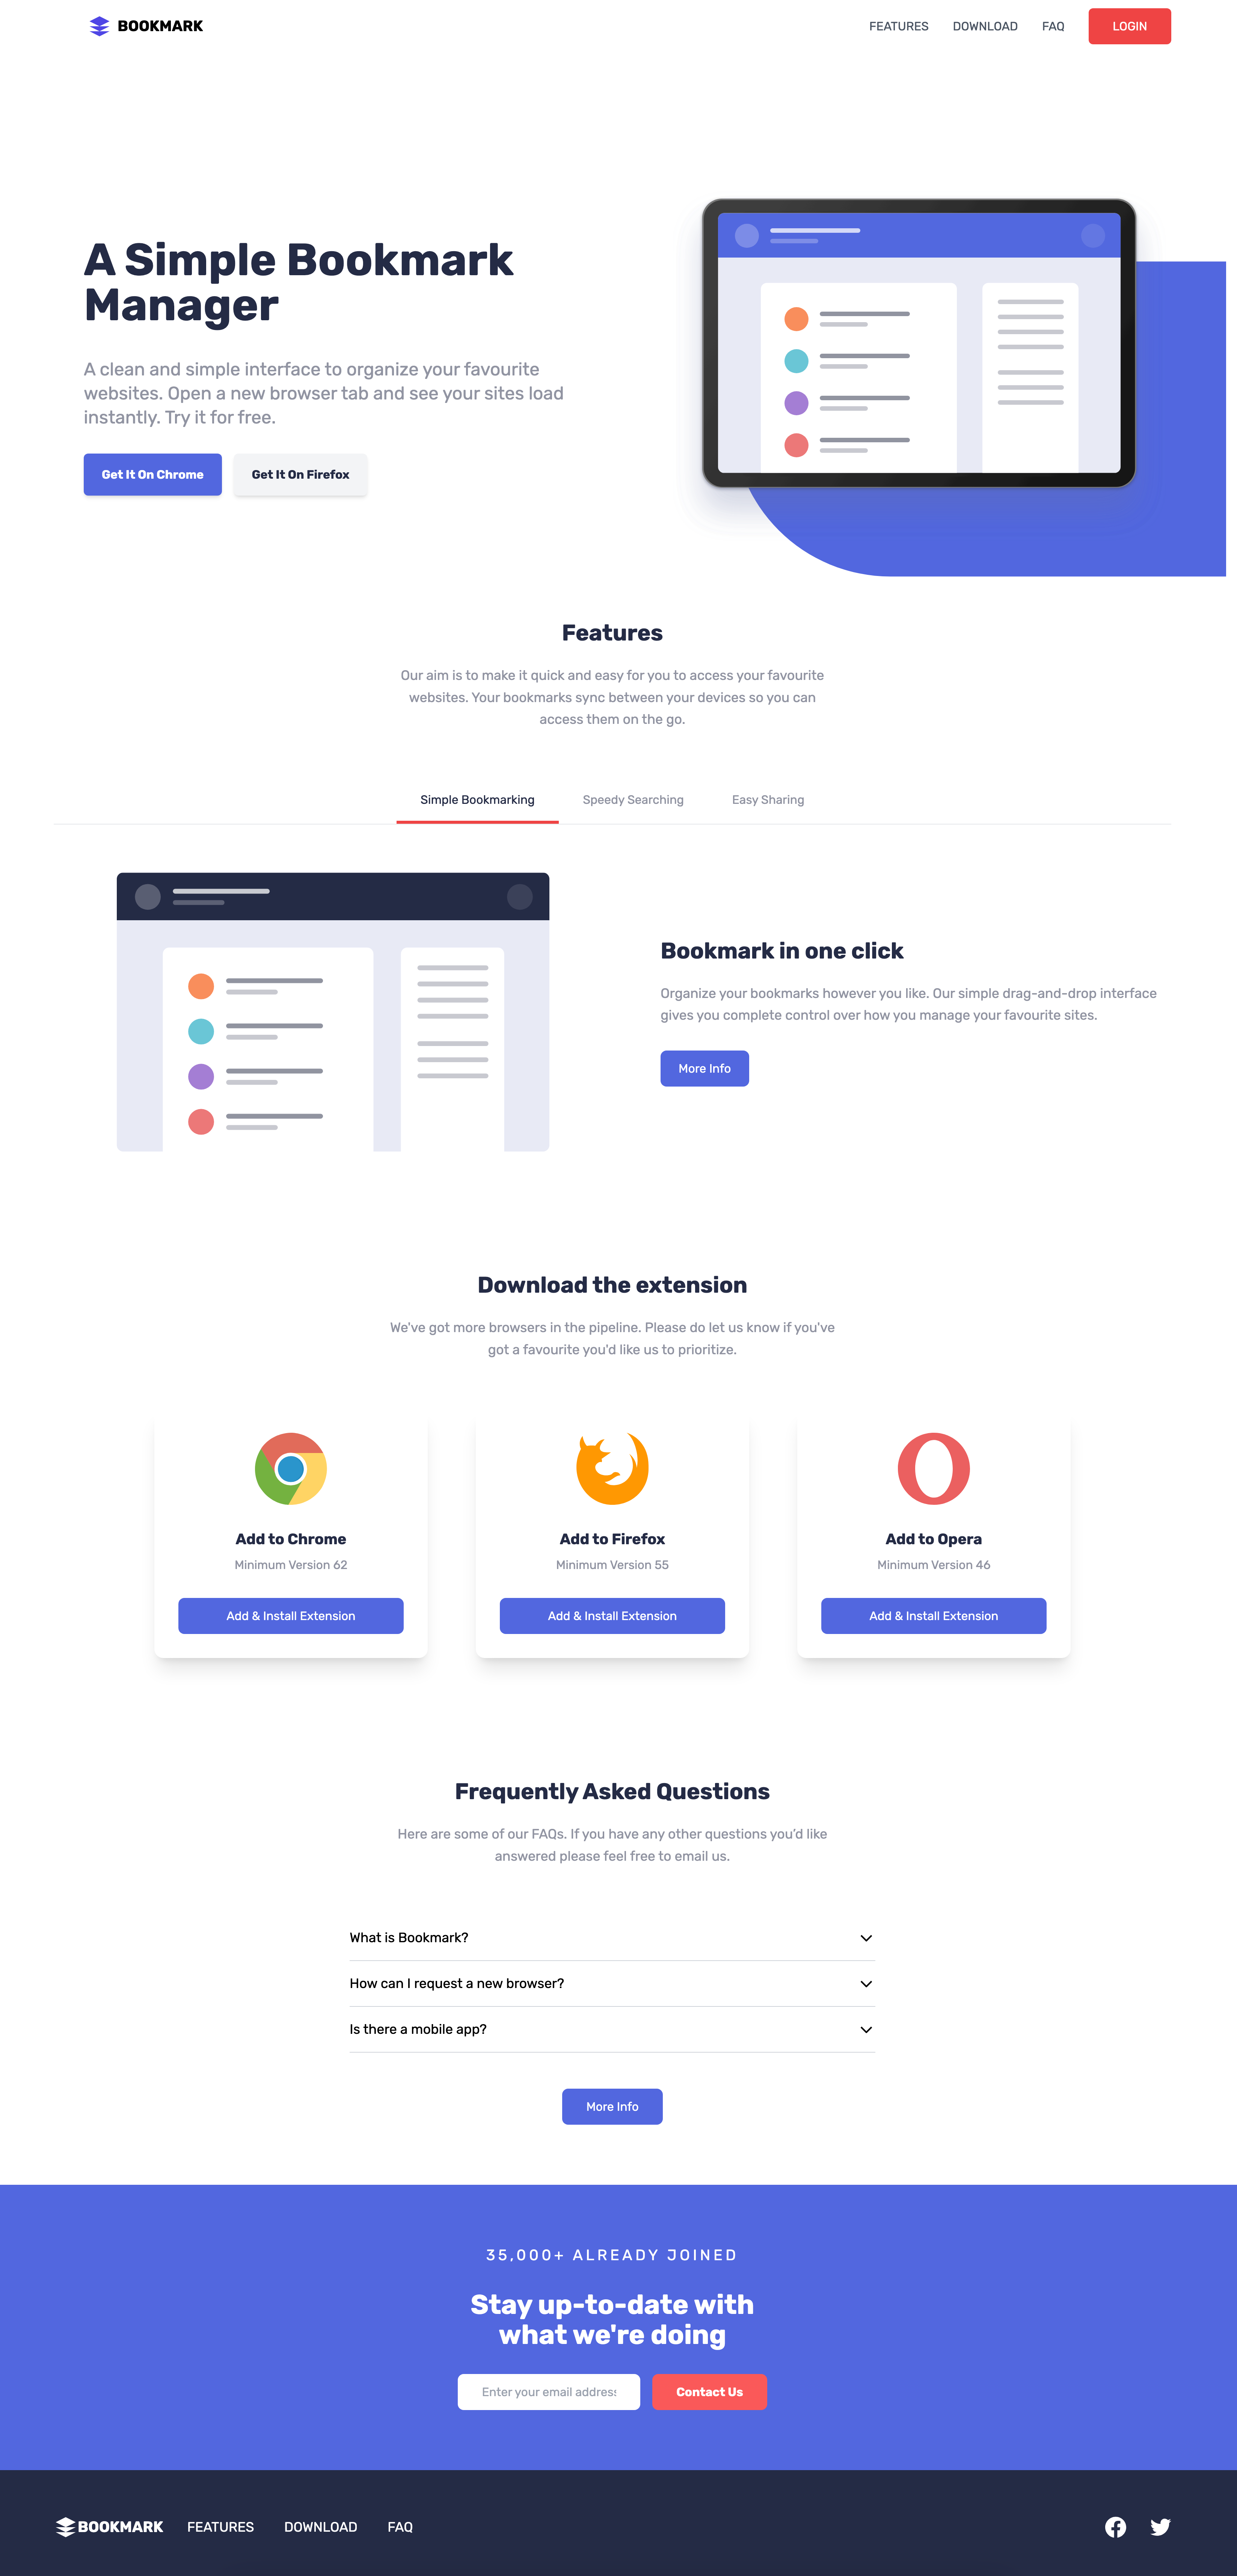 BOOKMARK
FEATURES
DOWNLOAD
FAQ
LOGIN
A Simple Bookmark
Manager
A clean and simple interface to organize your favourite
websites. Open a new browser tab and see your sites load
instantly. Try it for free.
Get It On Chrome
Get It On Firefox
Features
Our aim is to make it quick and easy for you to access your favourite
websites. Your bookmarks sync between your devices so you can
access them on the go.
Simple Bookmarking
Speedy Searching
Easy Sharing
Bookmark in one click
Organize your bookmarks however you like. Our simple drag-and-drop interface
gives you complete control over how you manage your favourite sites.
More Info
Download the extension
We've got more browsers in the pipeline. Please do let us know if you've
got a favourite you'd like us to prioritize.
Add to Chrome
Minimum Version 62
Add & Install Extension
Add to Firefox
Minimum Version 55
Add & Install Extension
Add to Opera
Minimum Version 46
Add & Install Extension
Frequently Asked Questions
Here are some of our FAQs. If you have any other questions you'd like
answered please feel free to email us.
What is Bookmark?
How can I request a new browser?
Is there a mobile app?
More Info
35,000+ ALREADY JOINED
Stay up-to-date with
what we're doing
Enter your email address
Contact Us
BOOKMARK
FEATURES
DOWNLOAD
FAQ